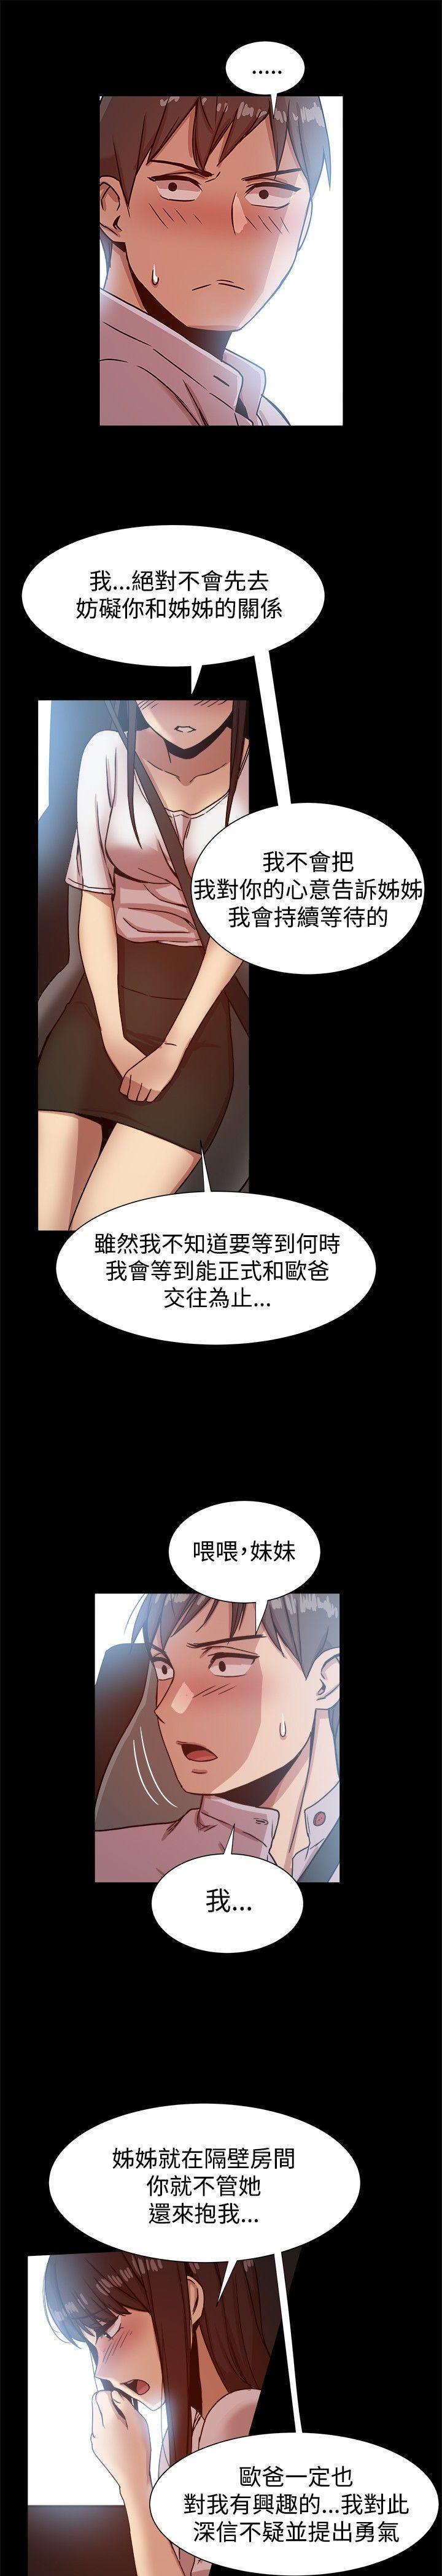 .....
我...絕對不會先去
妨礙你和姊姊的關係
我不會把
我對你的心意告訴姊姊
我會持續等待的
雖然我不知道要等到何時
我會等到能正式和歐爸
交往為止...
喂喂,妹妹
我...
姊姊就在隔壁房間
你就不管她
還來抱我...
歐爸一定也
對我有興趣的...我對此
深信不疑並提出勇氣